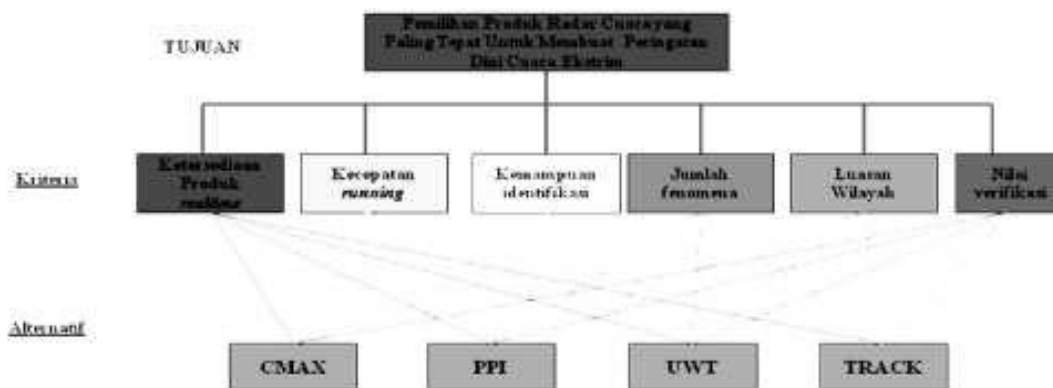 TUJUAN
Pemilihan Produk Radar Cuaca yang
Paling Tepat Untuk Membuat Peringatan
Dini Cuaca Ekstrim
Kriteria
Ketersediaan
Produk
realtime
Kecepatan
running
Kemampuan
identifikasi
Jumlah
fenomena
Luaran
Wilayah
Nilai
verifikasi
Alternatif
CMAX
PPI
UWT
TRACK